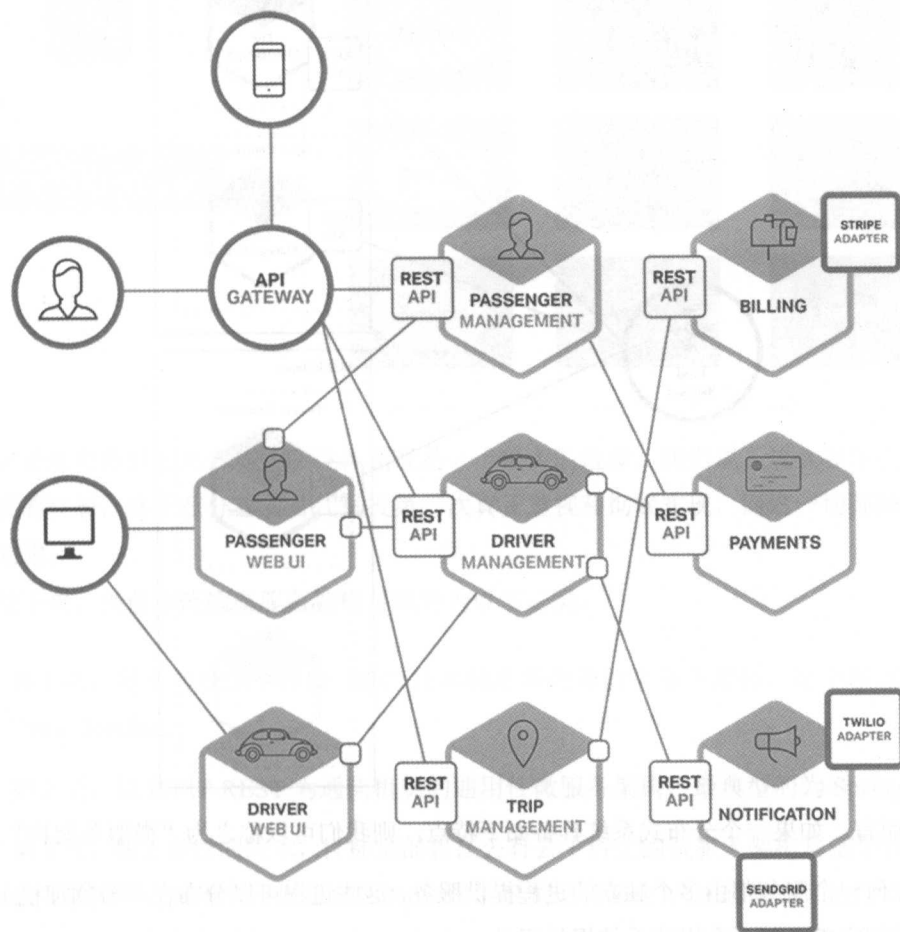 API
GATEWAY
REST
API
PASSENGER
MANAGEMENT
REST
API
BILLING
STRIPE
ADAPTER
PASSENGER
WEB UI
REST
API
DRIVER
MANAGEMENT
REST
API
PAYMENTS
DRIVER
WEB UI
REST
API
TRIP
MANAGEMENT
REST
API
NOTIFICATION
TWILIO
ADAPTER
SENDGRID
ADAPTER